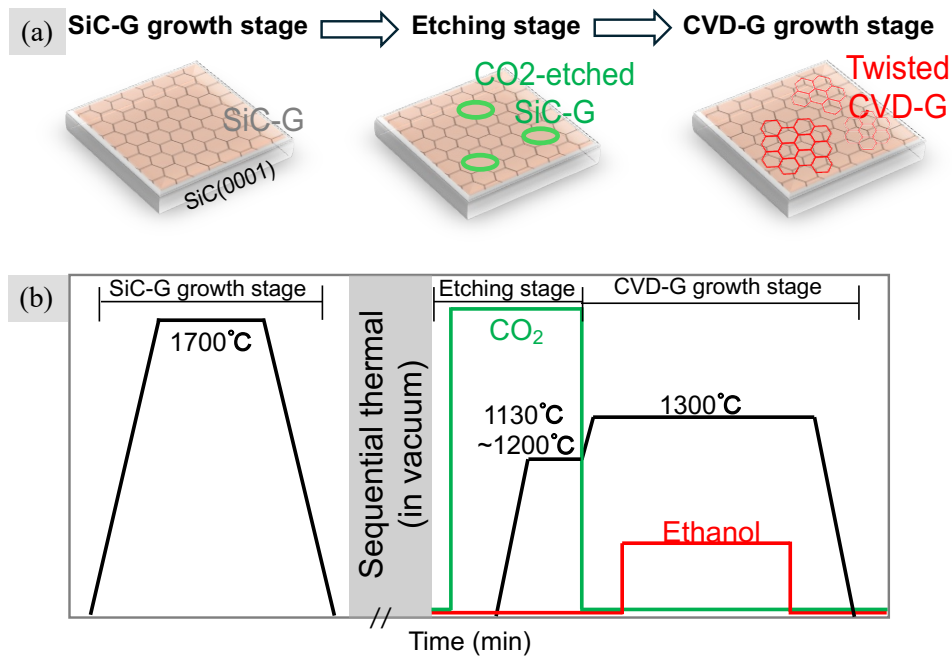 (a)
SiC-G growth stage
Etching stage
CVD-G growth stage
SiC-G
SiC(0001)
CO2-etched
SiC-G
Twisted
CVD-G
(b)
SiC-G growth stage
1700℃
Sequential thermal
(in vacuum)
Etching stage
CVD-G growth stage
CO₂
1130℃
~1200℃
1300℃
Ethanol
//
Time (min)